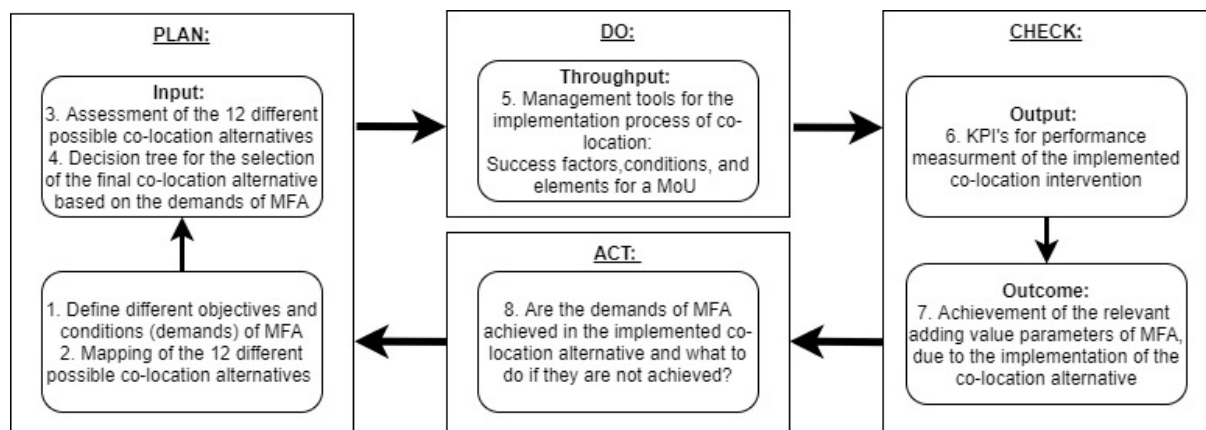 PLAN:
Input:
3. Assessment of the 12 different
possible co-location alternatives
4. Decision tree for the selection
of the final co-location alternative
based on the demands of MFA
1. Define different objectives and
conditions (demands) of MFA
2. Mapping of the 12 different
possible co-location alternatives
DO:
Throughput:
5. Management tools for the
implementation process of co-
location:
Success factors,conditions, and
elements for a MoU
CHECK:
Output:
6. KPI's for performance
measurment of the implemented
co-location intervention
Outcome:
7. Achievement of the relevant
adding value parameters of MFA,
due to the implementation of the
co-location alternative
ACT:
8. Are the demands of MFA
achieved in the implemented co-
location alternative and what to
do if they are not achieved?